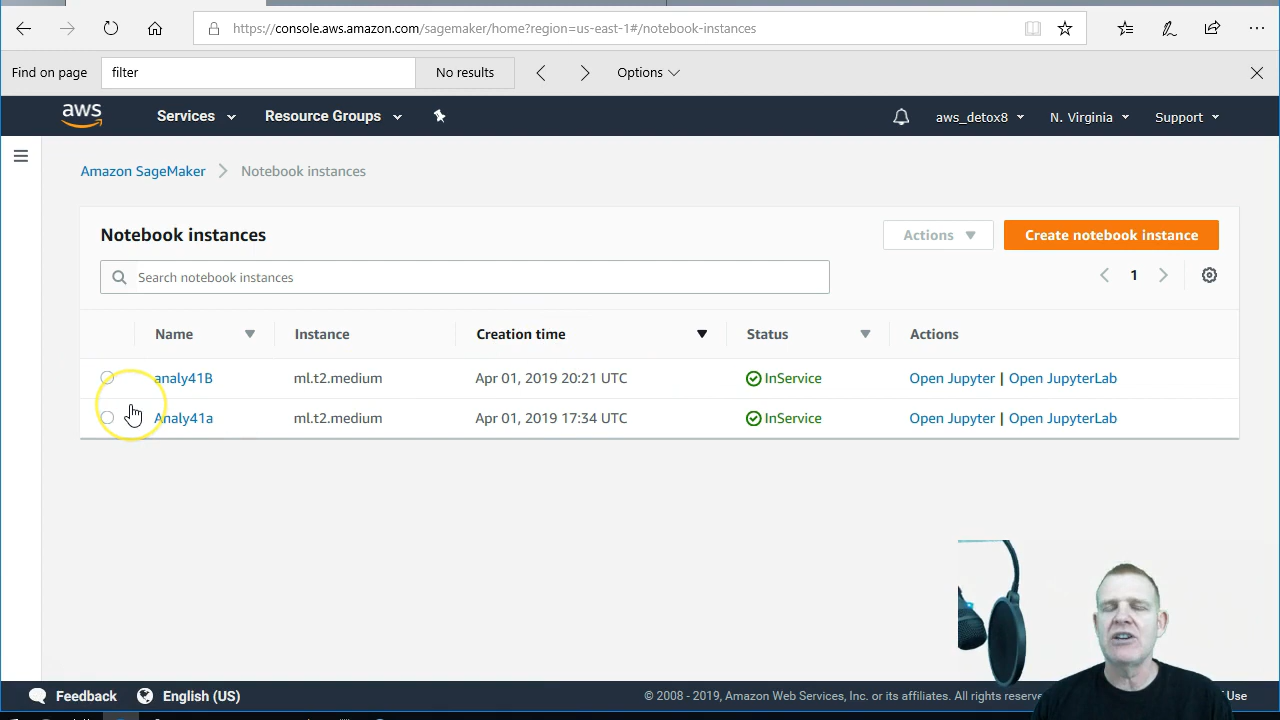 https://console.aws.amazon.com/sagemaker/home?region=us-east-1#/notebook-instances
Find on page filter No results Options
aws Services Resource Groups aws_detox8 N. Virginia Support
Amazon SageMaker Notebook instances
Notebook instances Actions Create notebook instance
Search notebook instances 1
Name Instance Creation time Status Actions
analy41B ml.t2.medium Apr 01, 2019 20:21 UTC InService Open Jupyter | Open JupyterLab
Analy41a ml.t2.medium Apr 01, 2019 17:34 UTC InService Open Jupyter | Open JupyterLab
Feedback English (US) © 2008 - 2019, Amazon Web Services, Inc. or its affiliates. All rights Use